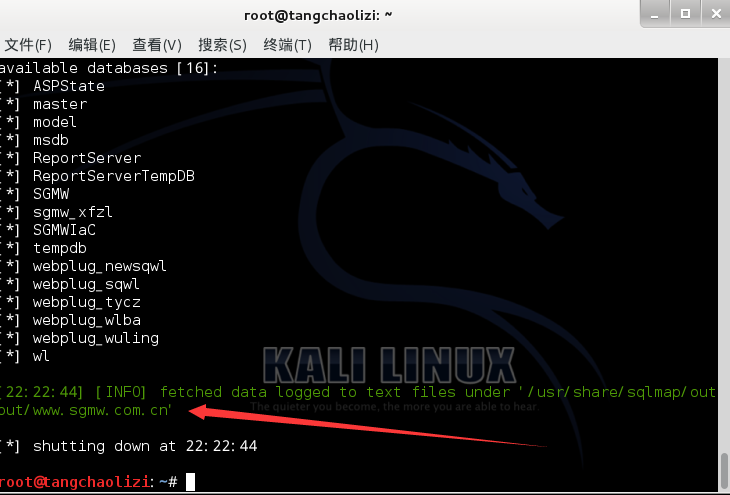 root@tangchaolizi: ~
文件(F) 编辑(E) 查看(V) 搜索(S) 终端(T) 帮助(H)
available databases [16]:
[*] ASPState
[*] master
[*] model
[*] msdb
[*] ReportServer
[*] ReportServerTempDB
[*] SGMW
[*] sgmw_xfzl
[*] SGMWIaC
[*] tempdb
[*] webplug_newsqwl
[*] webplug_sqwl
[*] webplug_tycz
[*] webplug_wlba
[*] webplug_wuling
[*] wl
KALI LINUX
[22:22:44] [INFO] fetched data logged to text files under '/usr/share/sqlmap/out
put/www.sgmw.com.cn'
The quieter you become, the more you are able to hear.
[*] shutting down at 22:22:44
root@tangchaolizi:~#